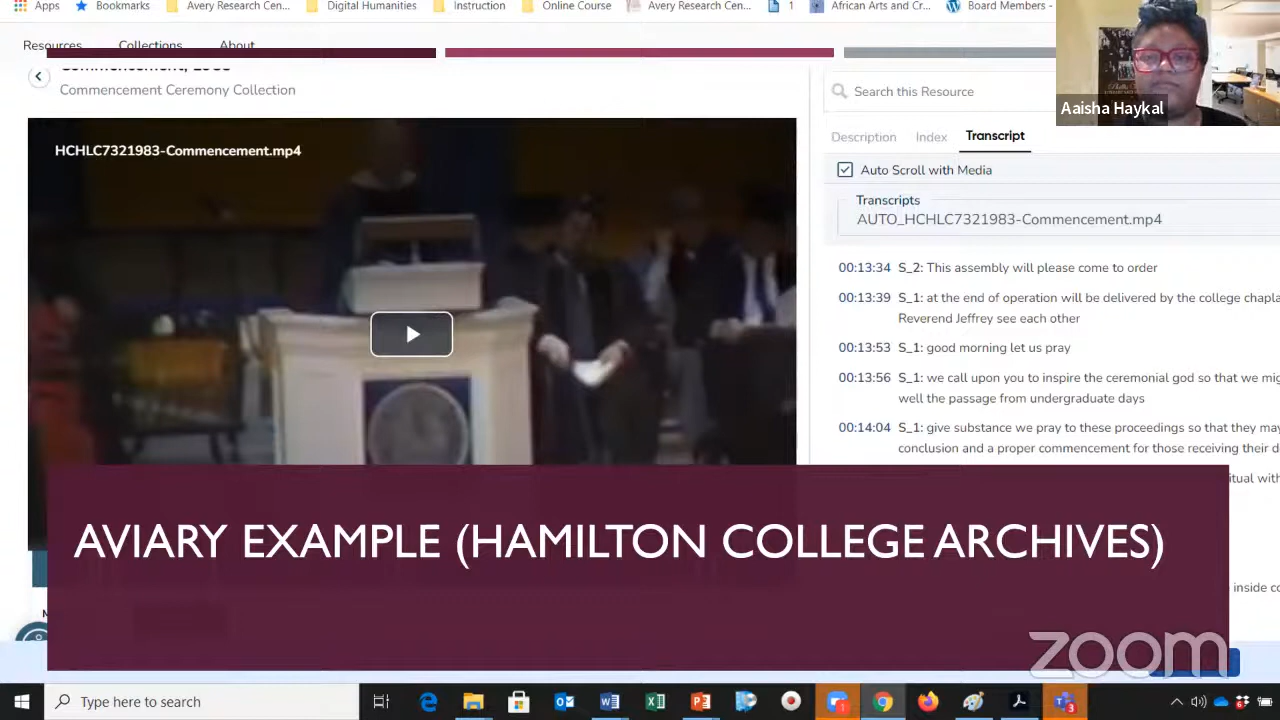 Apps
Bookmarks
Avery Research Cen...
Digital Humanities
Instruction
Online Course
Avery Research Cen...
1
African Arts and Cr...
Board Members -
Resources
Collections
About
Commencement Ceremony Collection
HCHLC7321983-Commencement.mp4
Search this Resource
Aaisha Haykal
Description
Index
Transcript
Auto Scroll with Media
Transcripts
AUTO_HCHLC7321983-Commencement.mp4
00:13:34 S_2: This assembly will please come to order
00:13:39 S_1: at the end of operation will be delivered by the college chapla
Reverend Jeffrey see each other
00:13:53 S_1: good morning let us pray
00:13:56 S_1: we call upon you to inspire the ceremonial god so that we mig
well the passage from undergraduate days
00:14:04 S_1: give substance we pray to these proceedings so that they may
conclusion and a proper commencement for those receiving their d
itual with
AVIARY EXAMPLE (HAMILTON COLLEGE ARCHIVES)
inside co
zoom
Type here to search